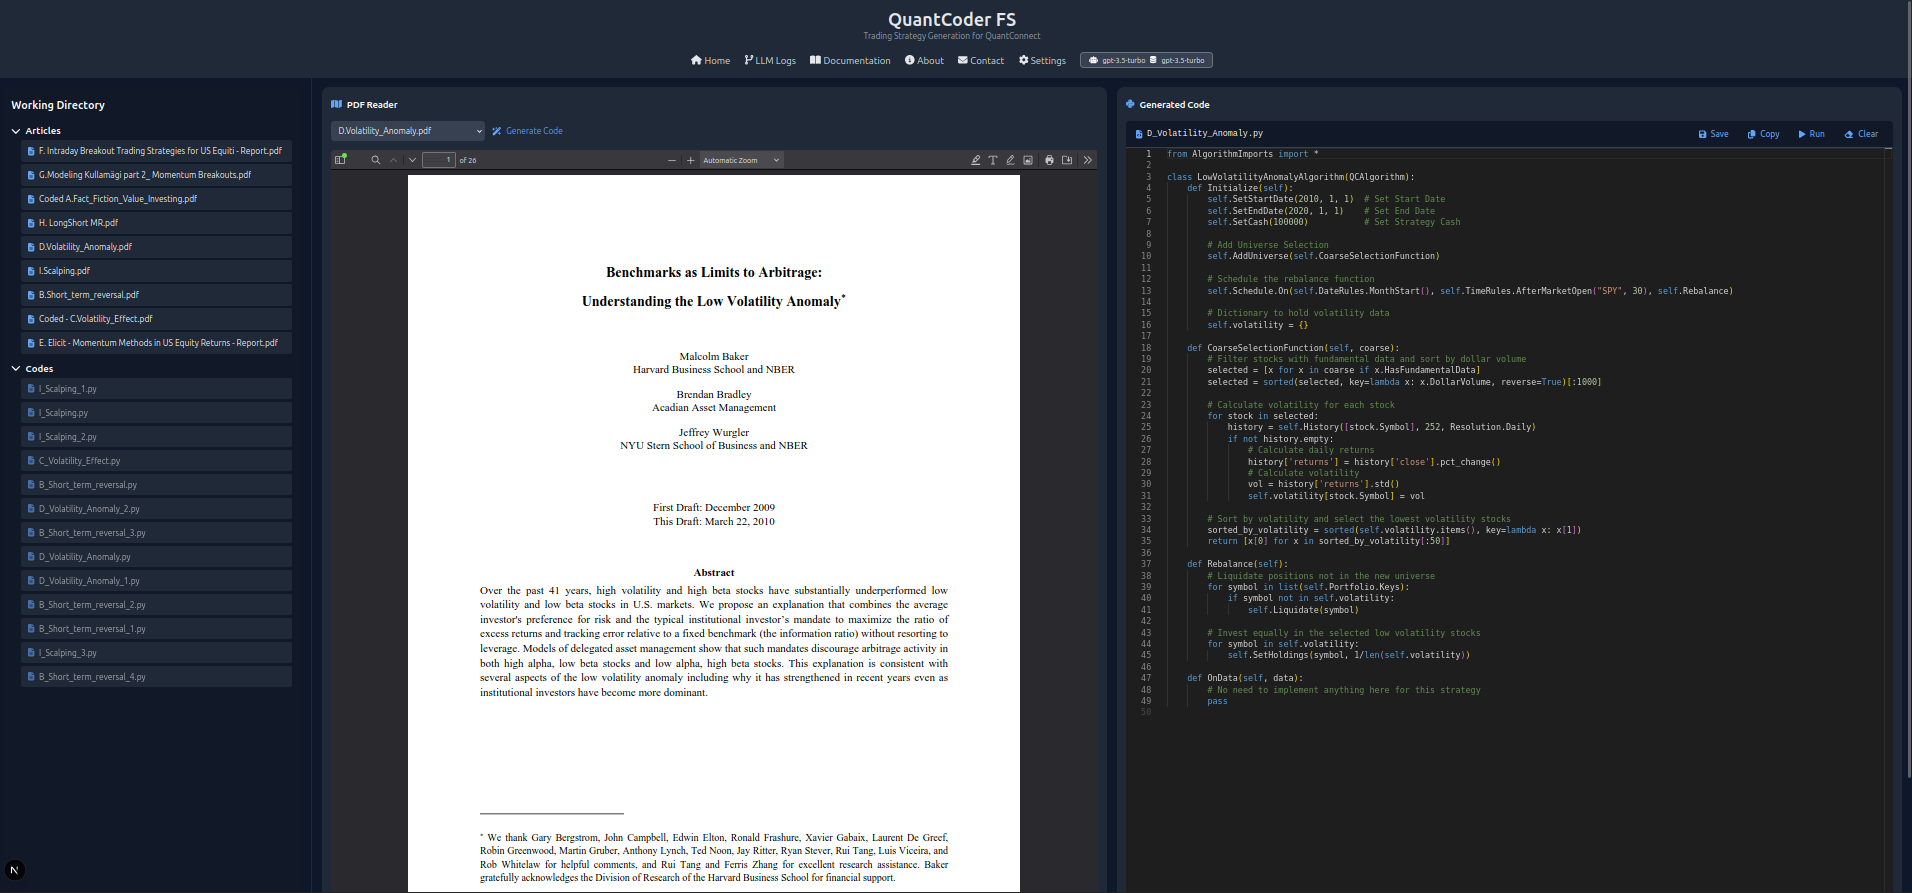 QuantCoder FS
Trading Strategy Generation for QuantConnect
Home LLM Logs Documentation About Contact Settings gpt-3.5-turbo gpt-3.5-turbo
Working Directory
Articles
F. Intraday Breakout Trading Strategies for US Equiti - Report.pdf
G.Modeling Kullamägi part 2_ Momentum Breakouts.pdf
Coded A.Fact_Fiction_Value_Investing.pdf
H. LongShort MR.pdf
D.Volatility_Anomaly.pdf
I.Scalping.pdf
B.Short_term_reversal.pdf
Coded - C.Volatility_Effect.pdf
E. Elicit - Momentum Methods in US Equity Returns - Report.pdf
Codes
I_Scalping_1.py
I_Scalping.py
I_Scalping_2.py
C_Volatility_Effect.py
B_Short_term_reversal.py
D_Volatility_Anomaly_2.py
B_Short_term_reversal_3.py
D_Volatility_Anomaly.py
D_Volatility_Anomaly_1.py
B_Short_term_reversal_2.py
B_Short_term_reversal_1.py
I_Scalping_3.py
B_Short_term_reversal_4.py
N
PDF Reader
D.Volatility_Anomaly.pdf Generate Code
1 of 26 Automatic Zoom
Benchmarks as Limits to Arbitrage:
Understanding the Low Volatility Anomaly*
Malcolm Baker
Harvard Business School and NBER
Brendan Bradley
Acadian Asset Management
Jeffrey Wurgler
NYU Stern School of Business and NBER
First Draft: December 2009
This Draft: March 22, 2010
Abstract
Over the past 41 years, high volatility and high beta stocks have substantially underperformed low
volatility and low beta stocks in U.S. markets. We propose an explanation that combines the average
investor's preference for risk and the typical institutional investor's mandate to maximize the ratio of
excess returns and tracking error relative to a fixed benchmark (the information ratio) without resorting to
leverage. Models of delegated asset management show that such mandates discourage arbitrage activity in
both high alpha, low beta stocks and low alpha, high beta stocks. This explanation is consistent with
several aspects of the low volatility anomaly including why it has strengthened in recent years even as
institutional investors have become more dominant.
* We thank Gary Bergstrom, John Campbell, Edwin Elton, Ronald Frashure, Xavier Gabaix, Laurent De Greef,
Robin Greenwood, Martin Gruber, Anthony Lynch, Ted Noon, Jay Ritter, Ryan Stever, Rui Tang, Luis Viceira, and
Rob Whitelaw for helpful comments, and Rui Tang and Ferris Zhang for excellent research assistance. Baker
gratefully acknowledges the Division of Research of the Harvard Business School for financial support.
Generated Code
D_Volatility_Anomaly.py Save Copy Run Clear
1 from AlgorithmImports import *
2
3 class LowVolatilityAnomalyAlgorithm(QCAlgorithm):
4 def Initialize(self):
5 self.SetStartDate(2010, 1, 1) # Set Start Date
6 self.SetEndDate(2020, 1, 1) # Set End Date
7 self.SetCash(100000) # Set Strategy Cash
8
9 # Add Universe Selection
10 self.AddUniverse(self.CoarseSelectionFunction)
11
12 # Schedule the rebalance function
13 self.Schedule.On(self.DateRules.MonthStart(), self.TimeRules.AfterMarketOpen("SPY", 30), self.Rebalance)
14
15 # Dictionary to hold volatility data
16 self.volatility = {}
17
18 def CoarseSelectionFunction(self, coarse):
19 # Filter stocks with fundamental data and sort by dollar volume
20 selected = [x for x in coarse if x.HasFundamentalData]
21 selected = sorted(selected, key=lambda x: x.DollarVolume, reverse=True)[:1000]
22
23 # Calculate volatility for each stock
24 for stock in selected:
25 history = self.History([stock.Symbol], 252, Resolution.Daily)
26 if not history.empty:
27 # Calculate daily returns
28 history['returns'] = history['close'].pct_change()
29 # Calculate volatility
30 vol = history['returns'].std()
31 self.volatility[stock.Symbol] = vol
32
33 # Sort by volatility and select the lowest volatility stocks
34 sorted_by_volatility = sorted(self.volatility.items(), key=lambda x: x[1])
35 return [x[0] for x in sorted_by_volatility[:50]]
36
37 def Rebalance(self):
38 # Liquidate positions not in the new universe
39 for symbol in list(self.Portfolio.Keys):
40 if symbol not in self.volatility:
41 self.Liquidate(symbol)
42
43 # Invest equally in the selected low volatility stocks
44 for symbol in self.volatility:
45 self.SetHoldings(symbol, 1/len(self.volatility))
46
47 def OnData(self, data):
48 # No need to implement anything here for this strategy
49 pass
50